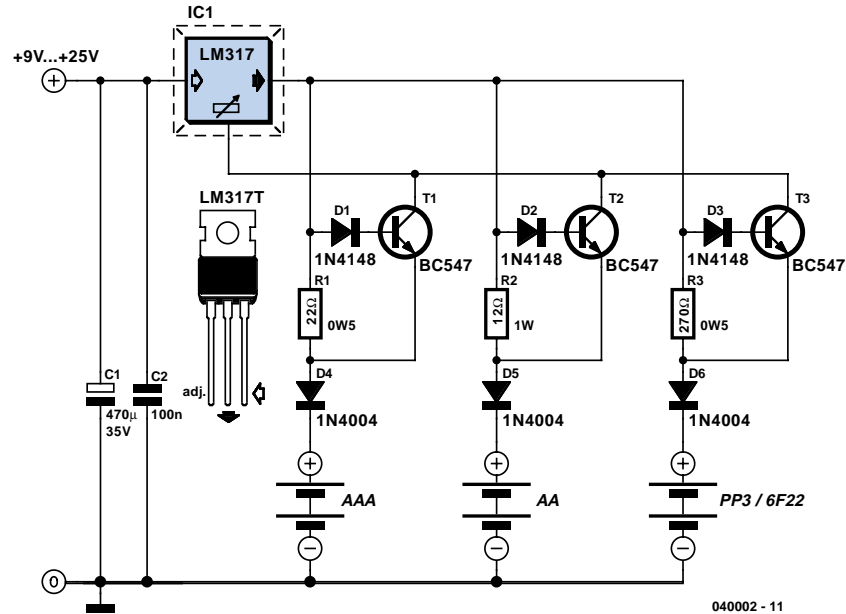 IC1
LM317
+9V...+25V
+
LM317T
adj.
C1
470μ
35V
C2
100n
D1
1N4148
T1
BC547
R1
22Ω
0W5
D4
1N4004
+
AAA
−
D2
1N4148
T2
BC547
R2
12Ω
1W
D5
1N4004
+
AA
−
D3
1N4148
T3
BC547
R3
270Ω
0W5
D6
1N4004
+
PP3 / 6F22
−
0
040002 - 11